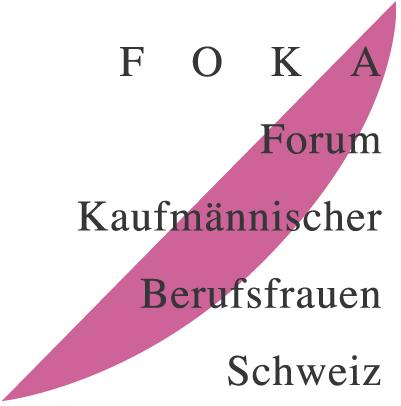 F O K A
Forum
Kaufmännischer
Berufsfrauen
Schweiz